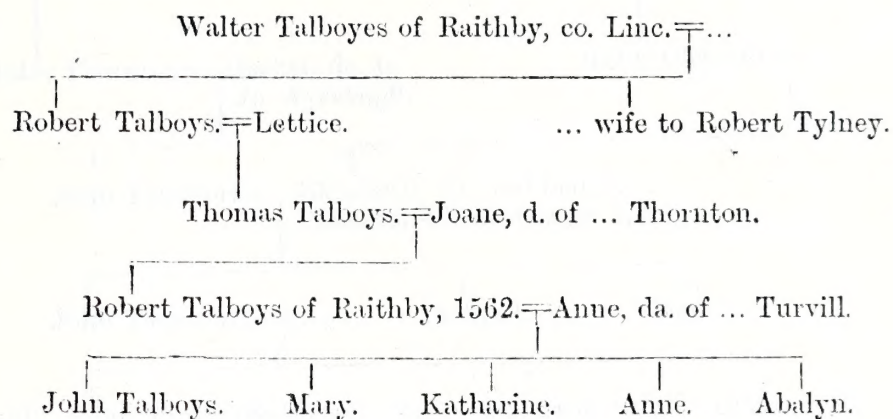 Walter Talboyes of Raithby, co. Linc.=...
Robert Talboys.=Lettice. ... wife to Robert Tylney.
Thomas Talboys.=Joane, d. of ... Thornton.
Robert Talboys of Raithby, 1562.=Anne, da. of ... Turvill.
John Talboys. Mary. Katharine. Anne. Abalyn.